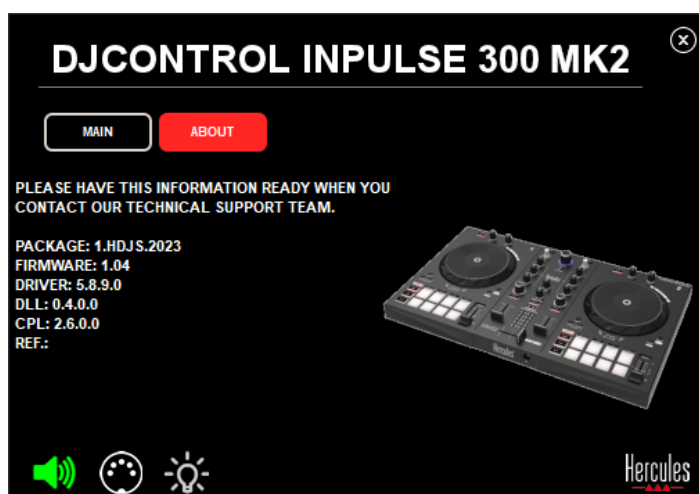 DJCONTROL INPULSE 300 MK2
MAIN
ABOUT
PLEASE HAVE THIS INFORMATION READY WHEN YOU
CONTACT OUR TECHNICAL SUPPORT TEAM.
PACKAGE: 1.HDJS.2023
FIRMWARE: 1.04
DRIVER: 5.8.9.0
DLL: 0.4.0.0
CPL: 2.6.0.0
REF.:
Hercules